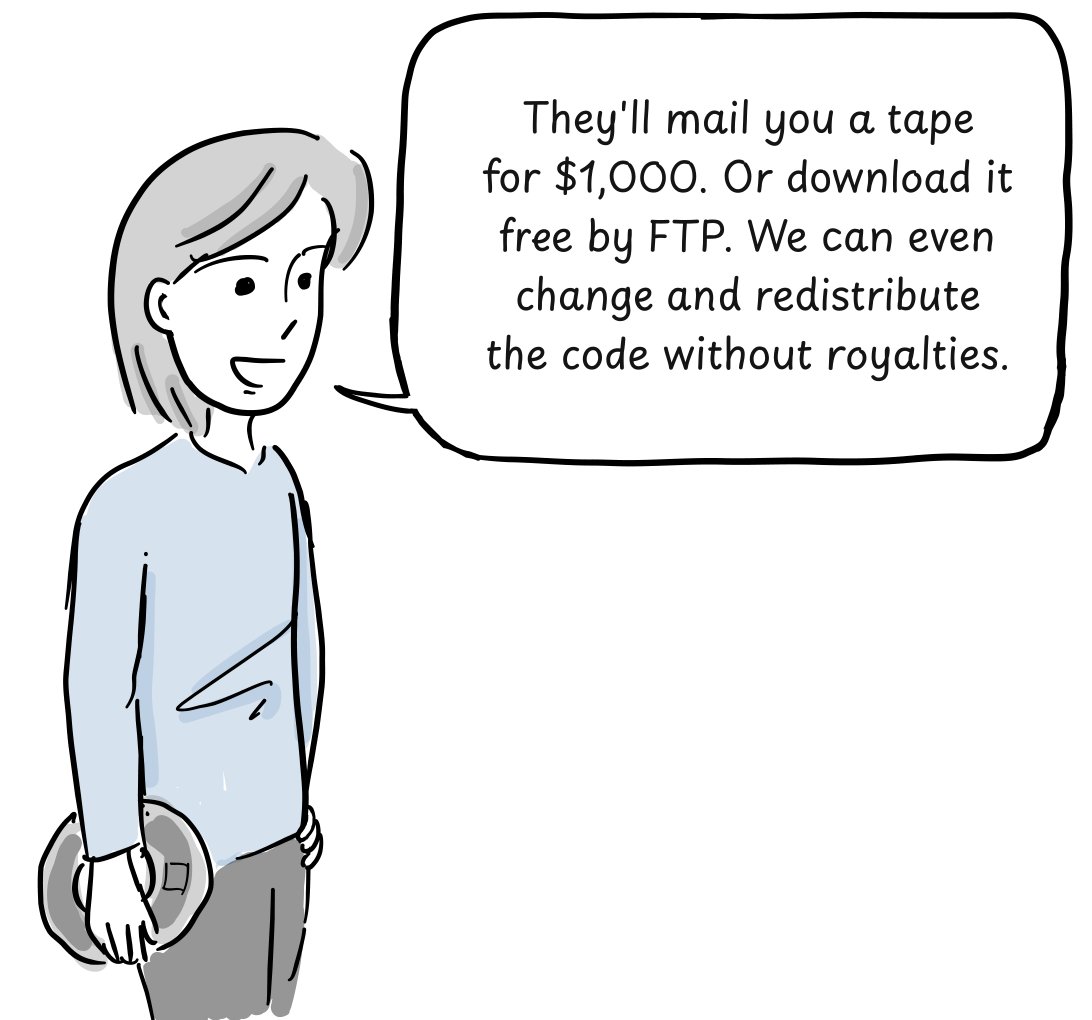 They'll mail you a tape
for $1,000. Or download it
free by FTP. We can even
change and redistribute
the code without royalties.